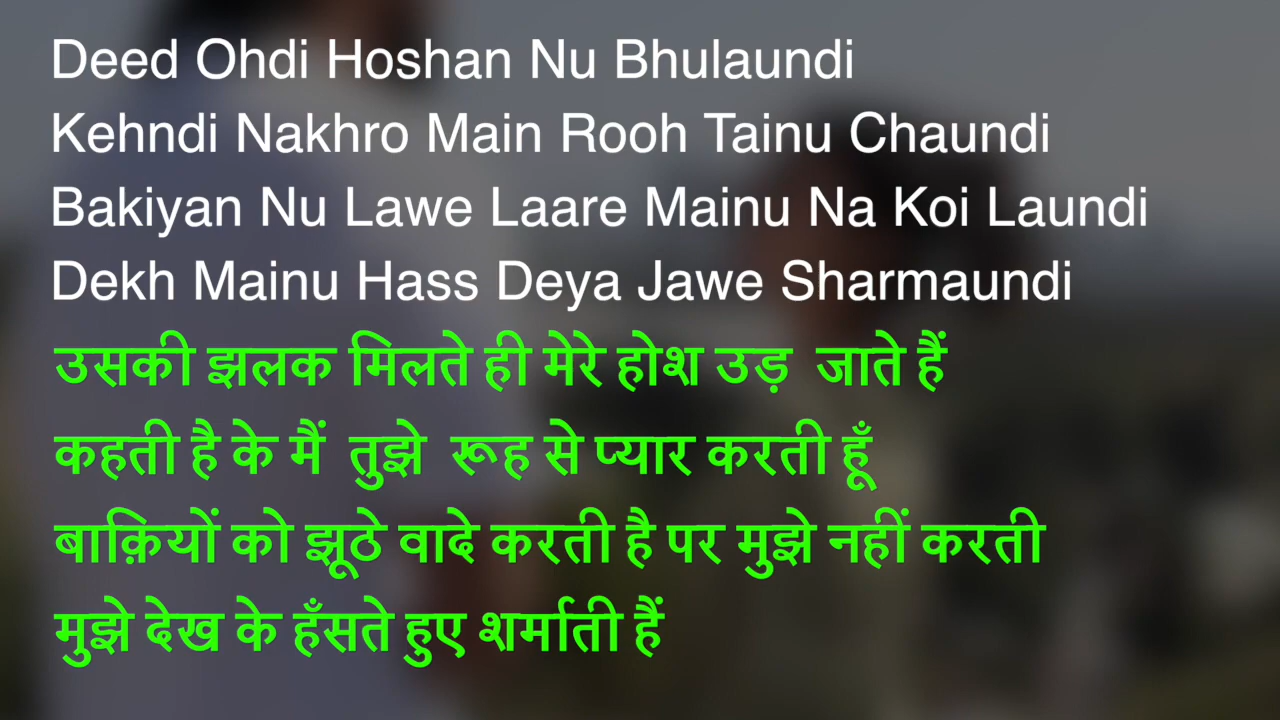 Deed Ohdi Hoshan Nu Bhulaundi
Kehndi Nakhro Main Rooh Tainu Chaundi
Bakiyan Nu Lawe Laare Mainu Na Koi Laundi
Dekh Mainu Hass Deya Jawe Sharmaundi
उसकी झलक मिलते ही मेरे होश उड़ जाते हैं
कहती है के मैं तुझे रूह से प्यार करती हूँ
बाक़ियों को झूठे वादे करती है पर मुझे नहीं करती
मुझे देख के हँसते हुए शर्माती हैं